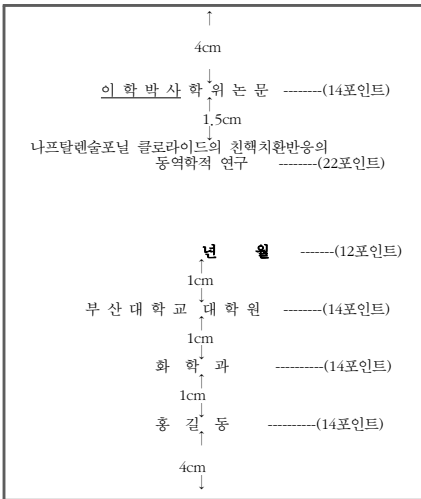 4cm
이 학 박 사 학 위 논 문 --------(14포인트)
1.5cm
나프탈렌술포닐 클로라이드의 친핵치환반응의
동역학적 연구 --------(22포인트)
년 월 -------(12포인트)
1cm
부 산 대 학 교 대 학 원 --------(14포인트)
1cm
화 학 과 ----------(14포인트)
1cm
홍 길 동 ----------(14포인트)
4cm